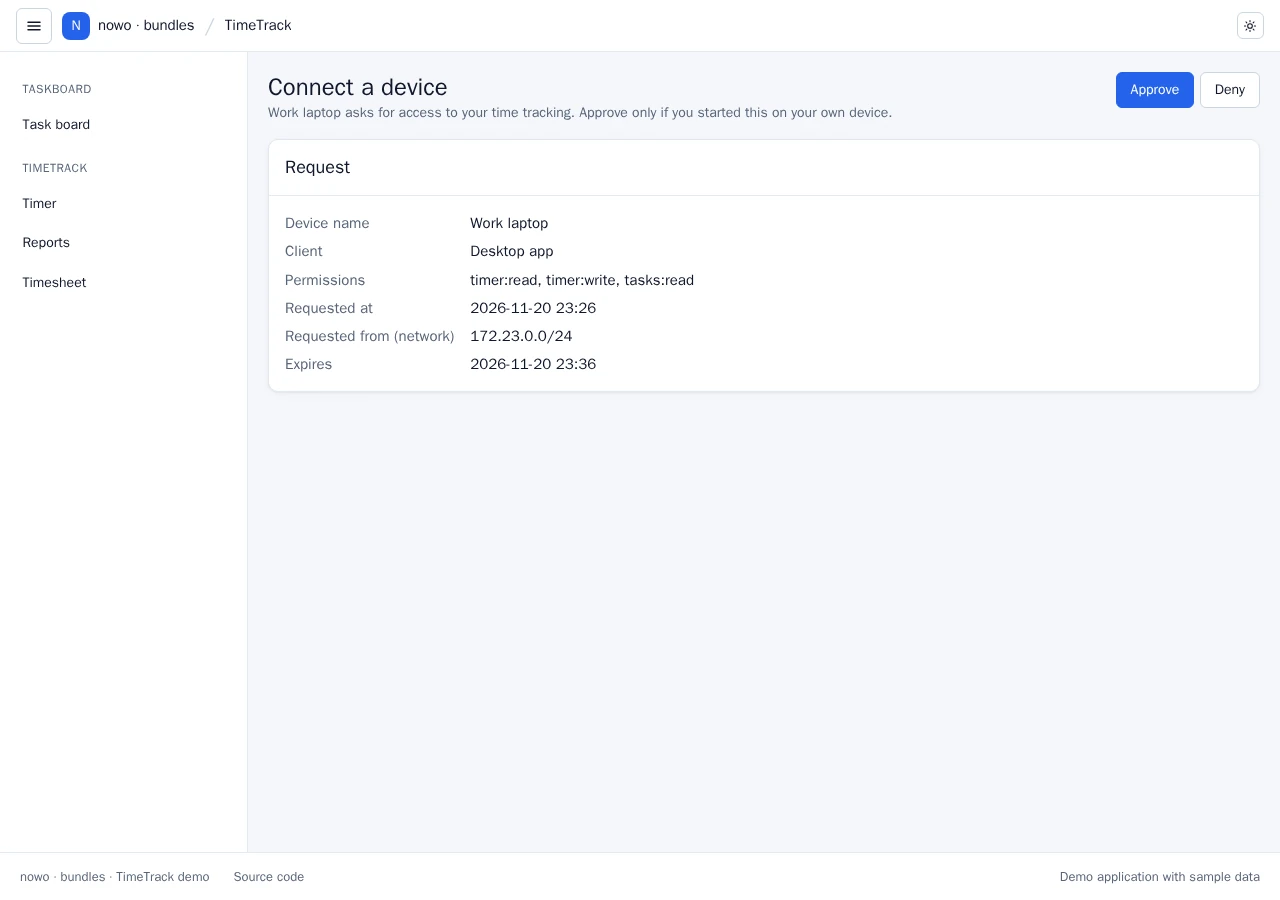 N nowo · bundles / TimeTrack
TASKBOARD
Task board
TIMETRACK
Timer
Reports
Timesheet
Connect a device
Work laptop asks for access to your time tracking. Approve only if you started this on your own device.
Approve Deny
Request
Device name Work laptop
Client Desktop app
Permissions timer:read, timer:write, tasks:read
Requested at 2026-11-20 23:26
Requested from (network) 172.23.0.0/24
Expires 2026-11-20 23:36
nowo · bundles · TimeTrack demo Source code Demo application with sample data